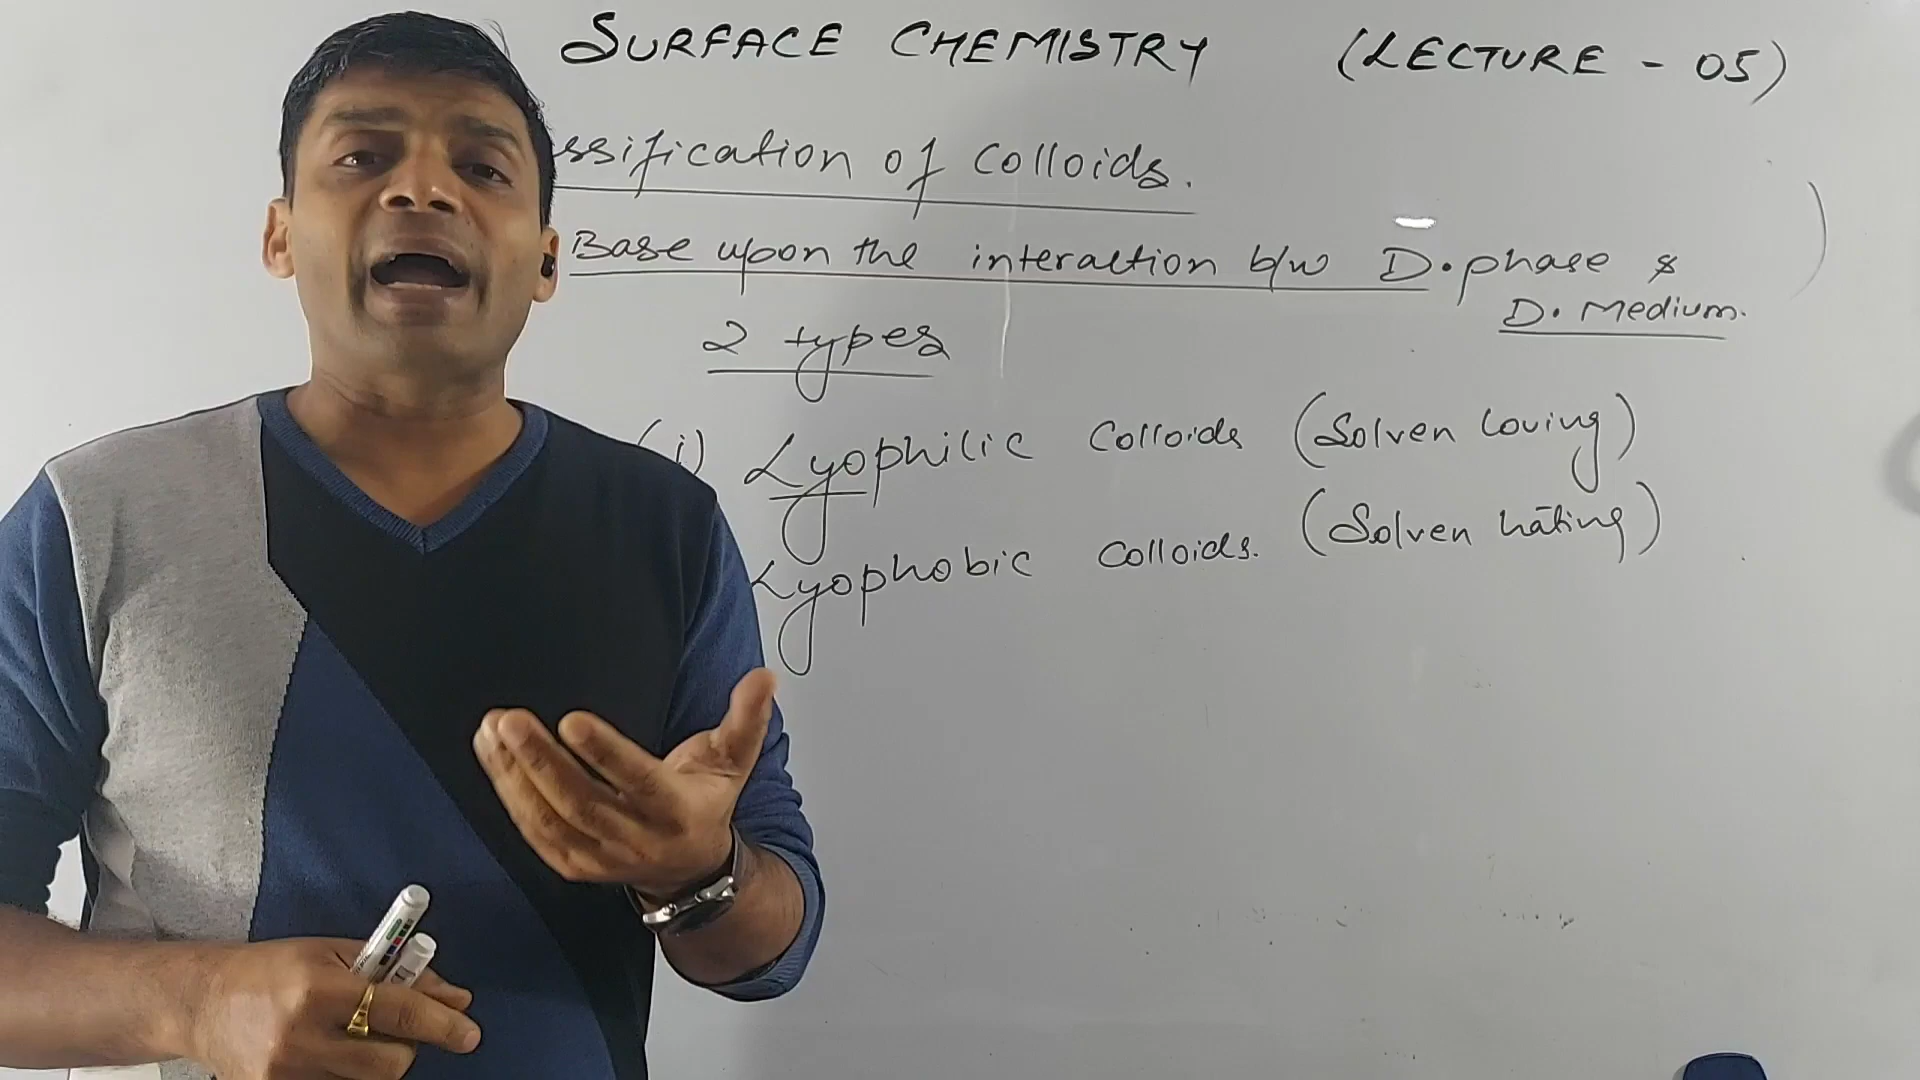 SURFACE CHEMISTRY (LECTURE - 05)
ssification of Colloids.
Base upon the interaction b/w D.phase &
D. Medium.
2 types
(i) Lyophilic Colloids (Solven loving)
Lyophobic Colloids. (Solven hating)